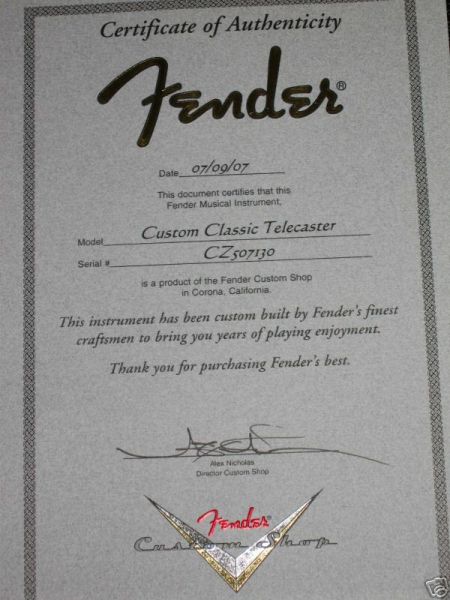 Certificate of Authenticity
Fender®
Date 07/09/07
This document certifies that this
Fender Musical Instrument,
Model Custom Classic Telecaster
Serial # CZ507130
is a product of the Fender Custom Shop
in Corona, California.
This instrument has been custom built by Fender's finest
craftsmen to bring you years of playing enjoyment.
Thank you for purchasing Fender's best.
Alex Nicholas
Director Custom Shop
Fender
Custom Shop